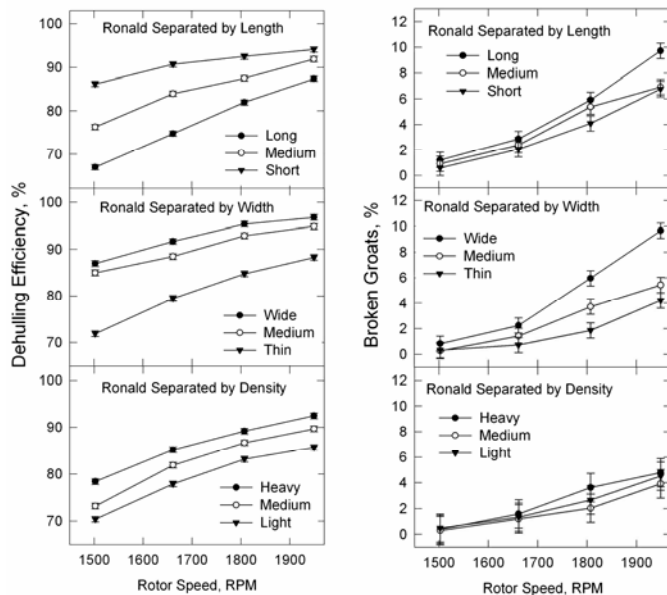 Ronald Separated by Length
100
90
80
70
Long
Medium
Short
Ronald Separated by Width
100
90
80
70
Wide
Medium
Thin
Ronald Separated by Density
100
90
80
70
Heavy
Medium
Light
1500 1600 1700 1800 1900
Rotor Speed, RPM
Dehulling Efficiency, %
Ronald Separated by Length
12
10
8
6
4
2
0
Long
Medium
Short
Ronald Separated by Width
12
10
8
6
4
2
0
Wide
Medium
Thin
Ronald Separated by Density
12
10
8
6
4
2
0
Heavy
Medium
Light
1500 1600 1700 1800 1900
Rotor Speed, RPM
Broken Groats, %